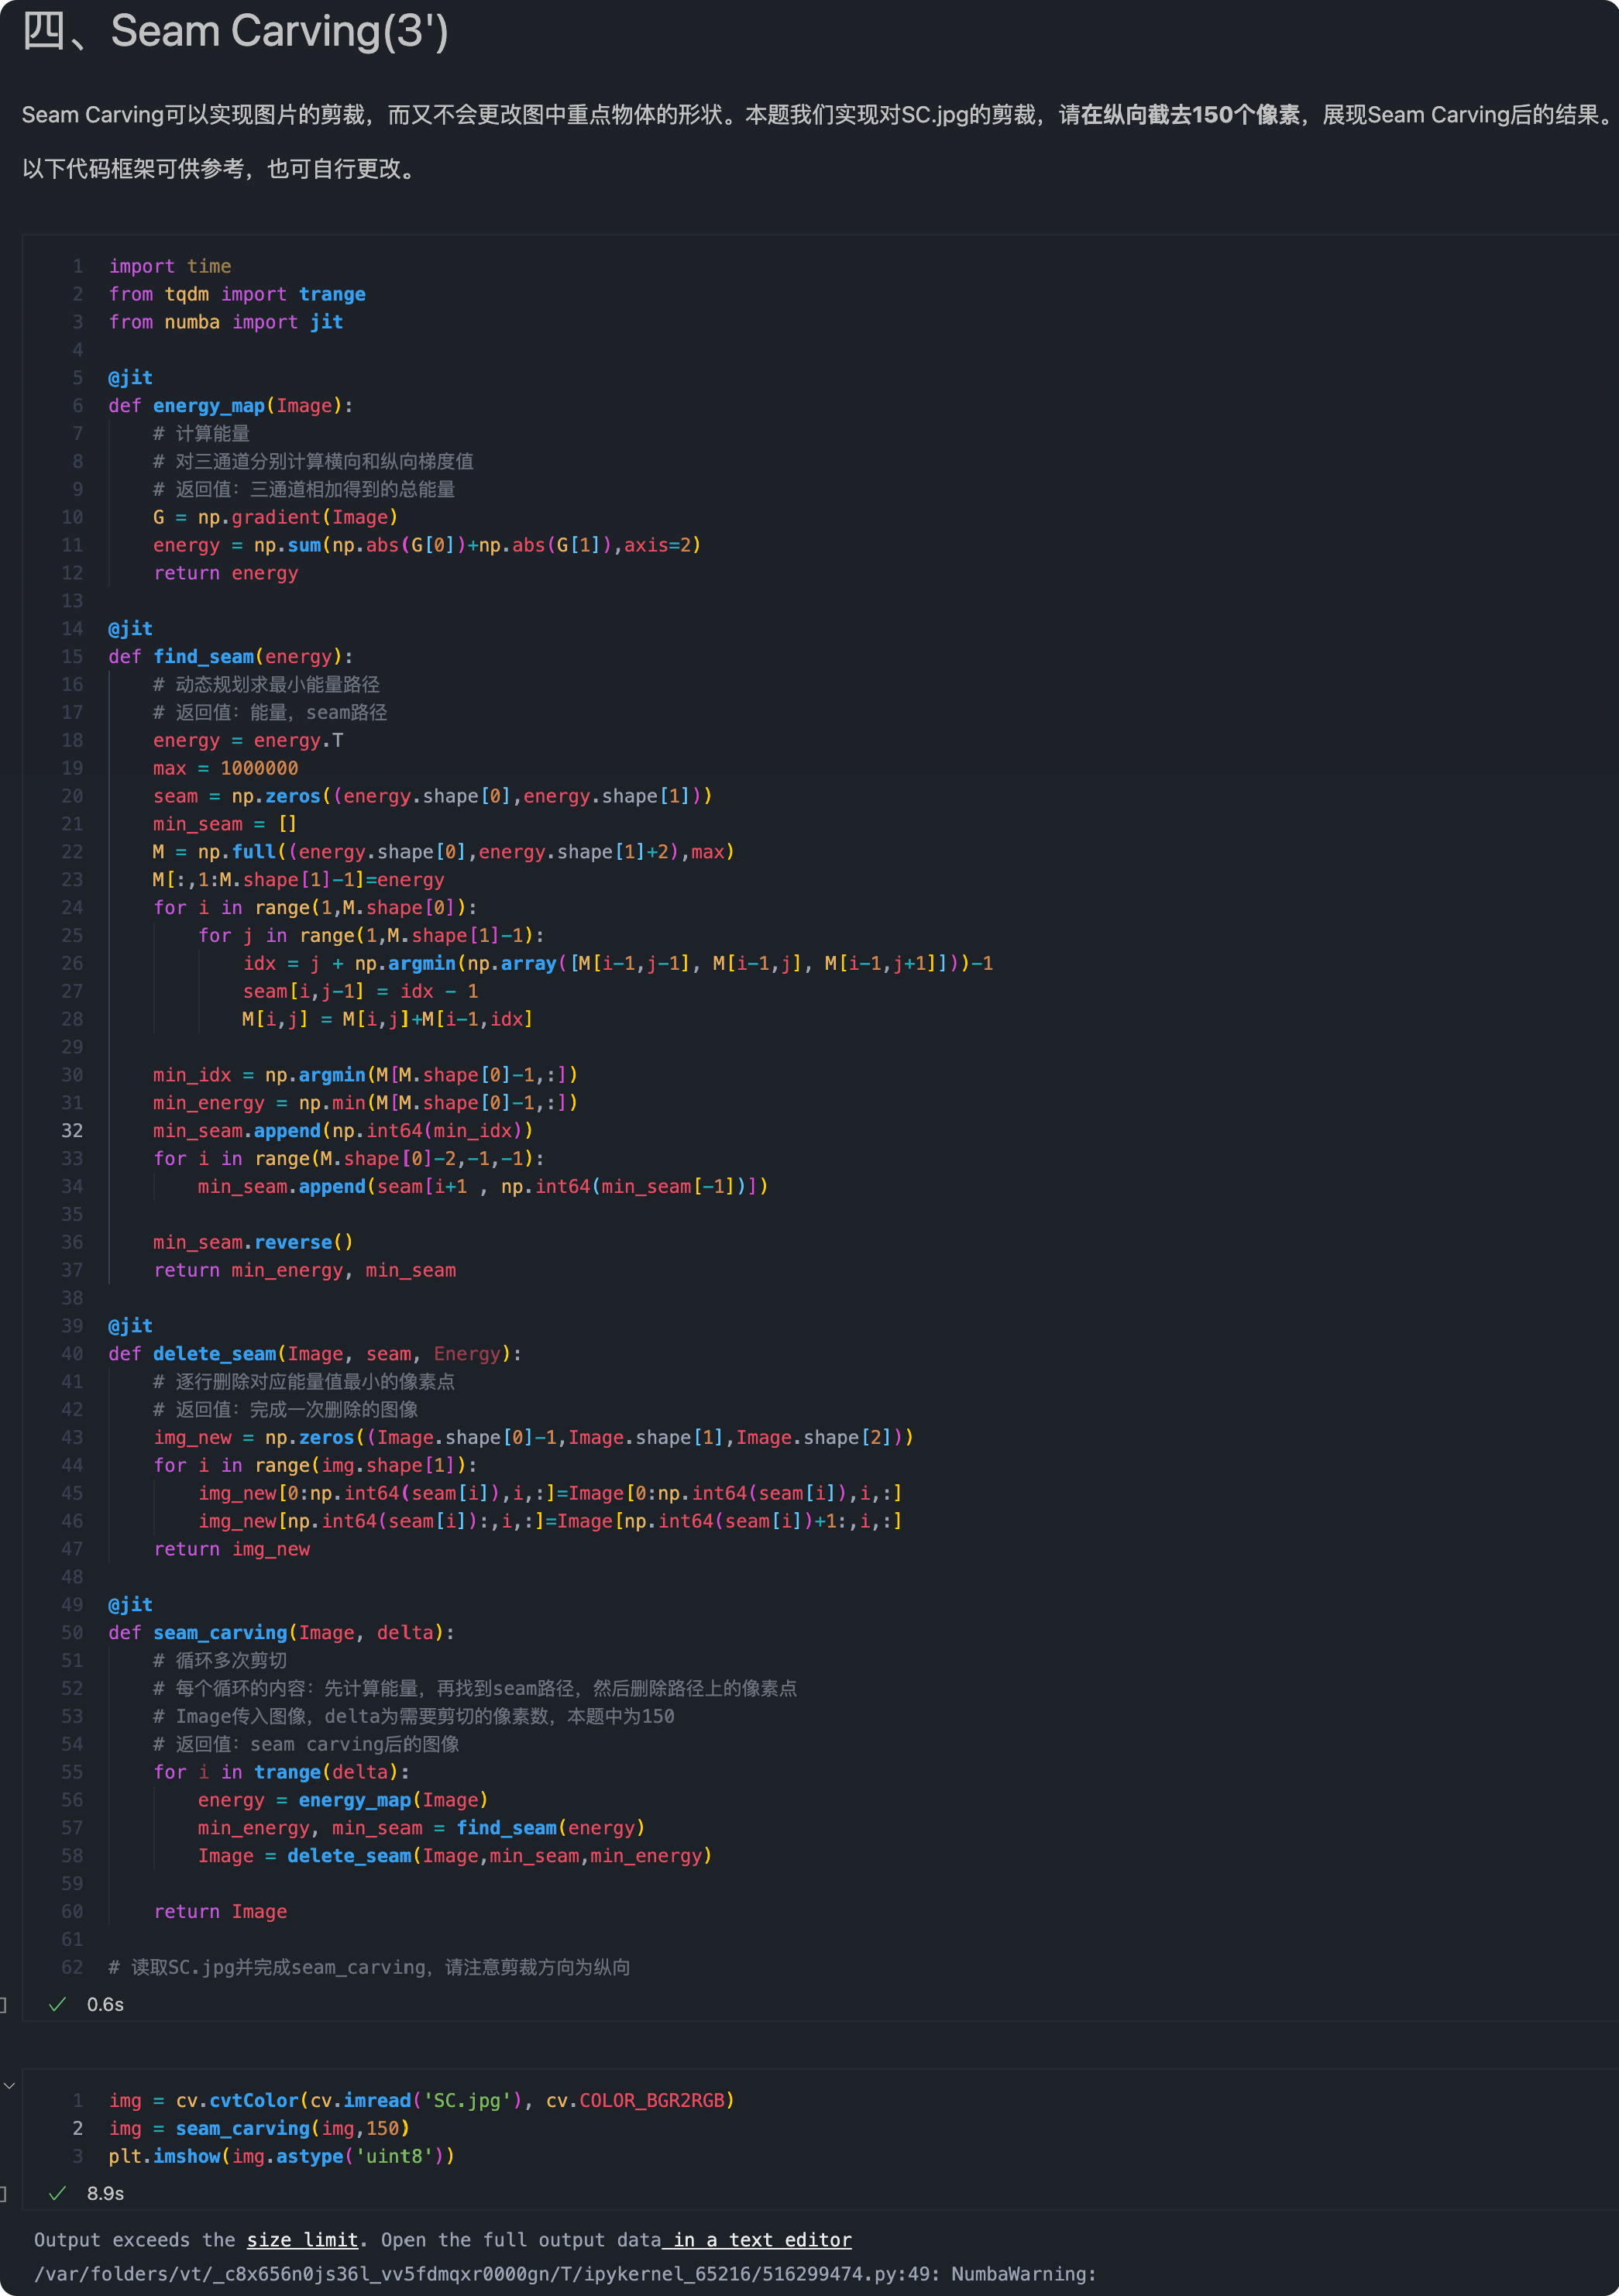 四、Seam Carving(3')
Seam Carving可以实现图片的剪裁，而又不会更改图中重点物体的形状。本题我们实现对SC.jpg的剪裁，请在纵向截去150个像素，展现Seam Carving后的结果。
以下代码框架可供参考，也可自行更改。
1 import time
2 from tqdm import trange
3 from numba import jit
4
5 @jit
6 def energy_map(Image):
7     # 计算能量
8     # 对三通道分别计算横向和纵向梯度值
9     # 返回值：三通道相加得到的总能量
10     G = np.gradient(Image)
11     energy = np.sum(np.abs(G[0])+np.abs(G[1]),axis=2)
12     return energy
13
14 @jit
15 def find_seam(energy):
16     # 动态规划求最小能量路径
17     # 返回值：能量，seam路径
18     energy = energy.T
19     max = 1000000
20     seam = np.zeros((energy.shape[0],energy.shape[1]))
21     min_seam = []
22     M = np.full((energy.shape[0],energy.shape[1]+2),max)
23     M[:,1:M.shape[1]-1]=energy
24     for i in range(1,M.shape[0]):
25         for j in range(1,M.shape[1]-1):
26             idx = j + np.argmin(np.array([M[i-1,j-1], M[i-1,j], M[i-1,j+1]]))-1
27             seam[i,j-1] = idx - 1
28             M[i,j] = M[i,j]+M[i-1,idx]
29
30     min_idx = np.argmin(M[M.shape[0]-1,:])
31     min_energy = np.min(M[M.shape[0]-1,:])
32     min_seam.append(np.int64(min_idx))
33     for i in range(M.shape[0]-2,-1,-1):
34         min_seam.append(seam[i+1 , np.int64(min_seam[-1])])
35
36     min_seam.reverse()
37     return min_energy, min_seam
38
39 @jit
40 def delete_seam(Image, seam, Energy):
41     # 逐行删除对应能量值最小的像素点
42     # 返回值：完成一次删除的图像
43     img_new = np.zeros((Image.shape[0]-1,Image.shape[1],Image.shape[2]))
44     for i in range(img.shape[1]):
45         img_new[0:np.int64(seam[i]),i,:]=Image[0:np.int64(seam[i]),i,:]
46         img_new[np.int64(seam[i]):,i,:]=Image[np.int64(seam[i])+1:,i,:]
47     return img_new
48
49 @jit
50 def seam_carving(Image, delta):
51     # 循环多次剪切
52     # 每个循环的内容：先计算能量，再找到seam路径，然后删除路径上的像素点
53     # Image传入图像，delta为需要剪切的像素数，本题中为150
54     # 返回值：seam carving后的图像
55     for i in trange(delta):
56         energy = energy_map(Image)
57         min_energy, min_seam = find_seam(energy)
58         Image = delete_seam(Image,min_seam,min_energy)
59
60     return Image
61
62 # 读取SC.jpg并完成seam_carving，请注意剪裁方向为纵向
] ✓ 0.6s
1 img = cv.cvtColor(cv.imread('SC.jpg'), cv.COLOR_BGR2RGB)
2 img = seam_carving(img,150)
3 plt.imshow(img.astype('uint8'))
] ✓ 8.9s
Output exceeds the size limit. Open the full output data in a text editor
/var/folders/vt/_c8x656n0js36l_vv5fdmqxr0000gn/T/ipykernel_65216/516299474.py:49: NumbaWarning: